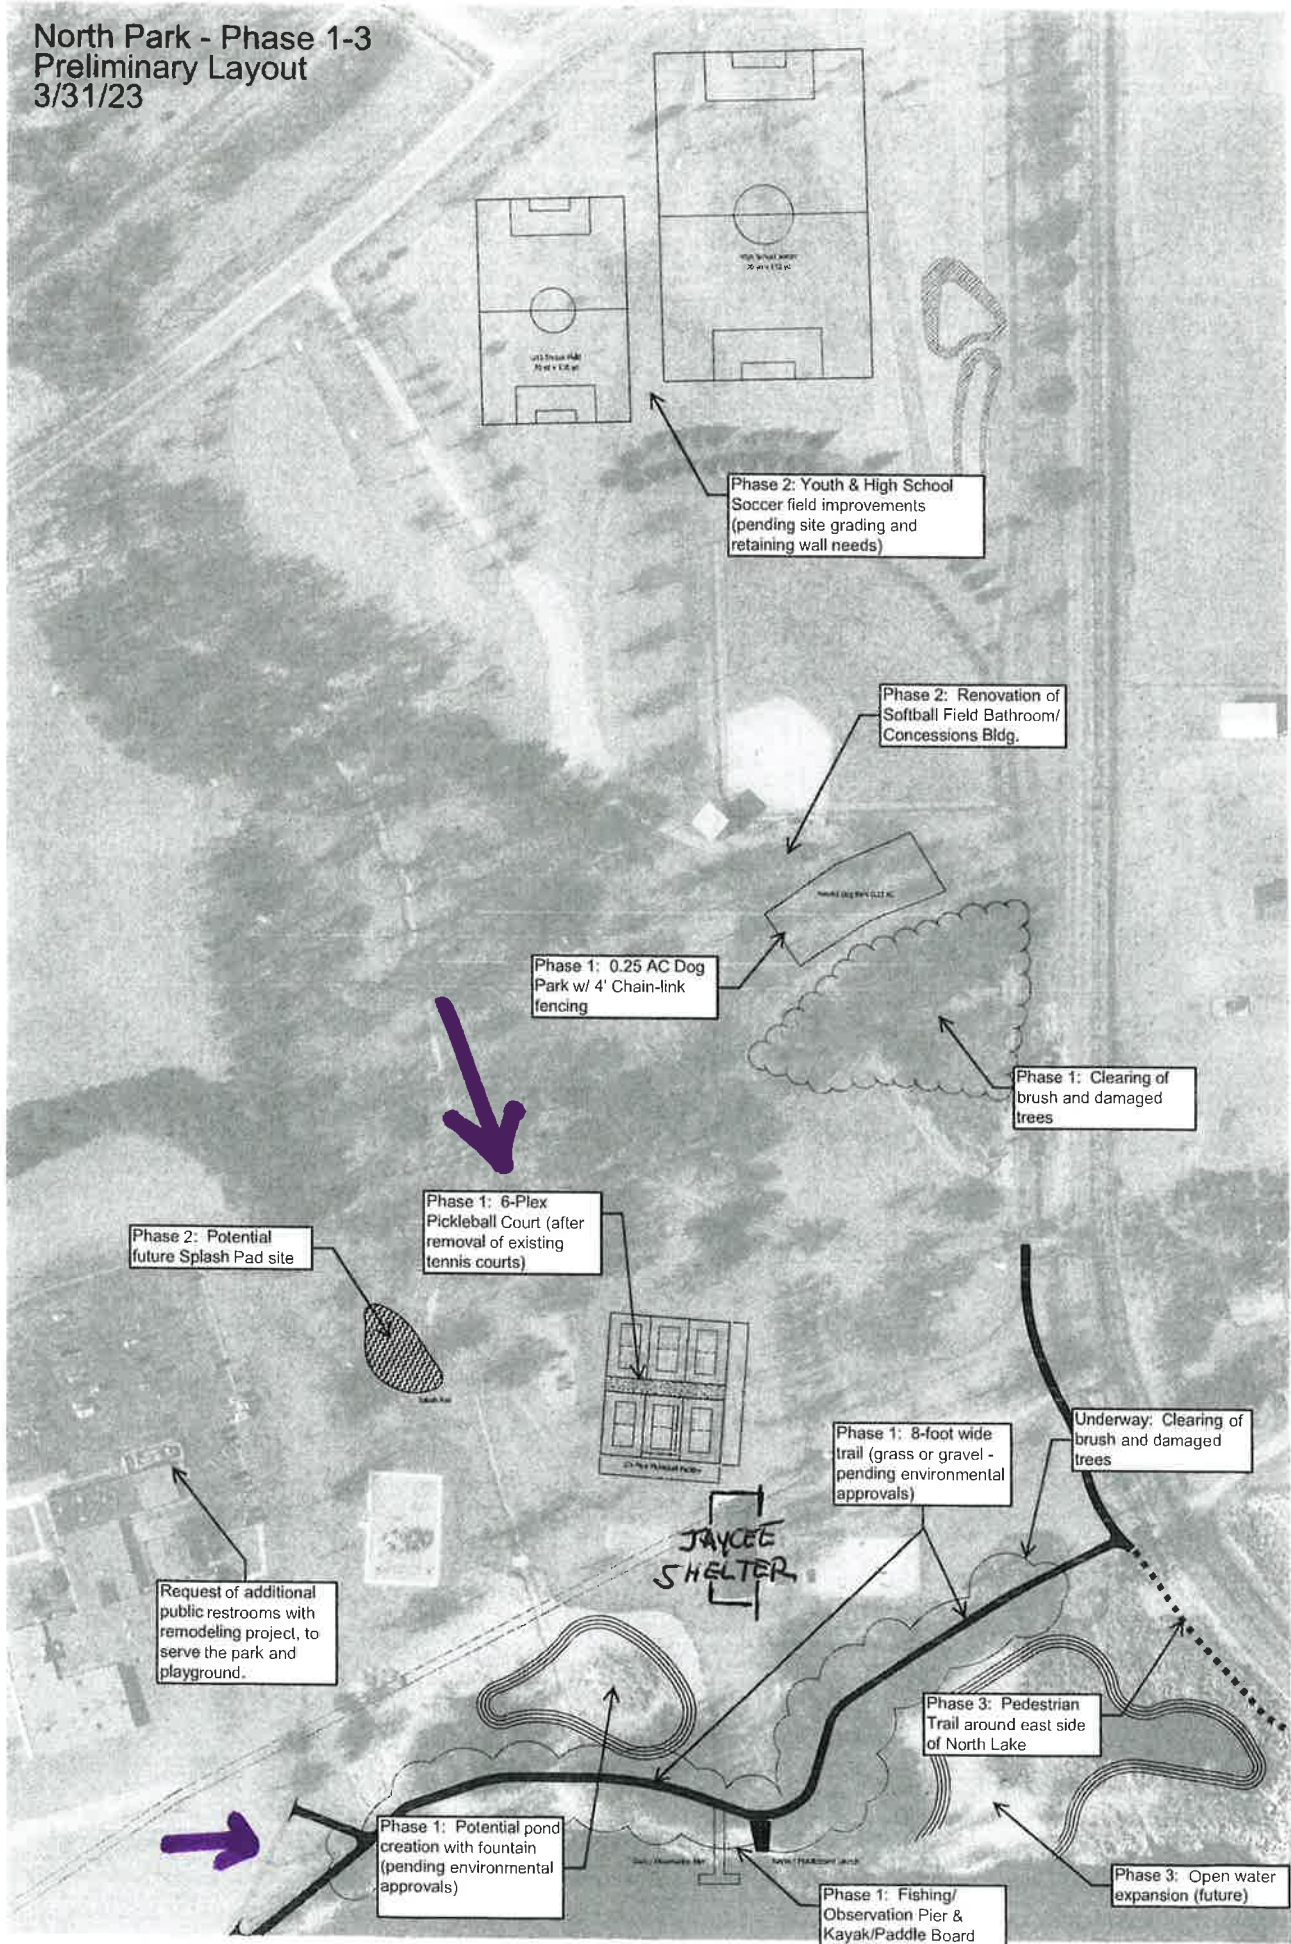 North Park - Phase 1-3
Preliminary Layout
3/31/23
High School Soccer
Phase 2: Youth & High School
Soccer field improvements
(pending site grading and
retaining wall needs)
Phase 2: Renovation of
Softball Field Bathroom/
Concessions Bldg.
Phase 1: 0.25 AC Dog
Park w/ 4' Chain-link
fencing
Phase 1: Clearing of
brush and damaged
trees
Phase 1: 6-Plex
Pickleball Court (after
removal of existing
tennis courts)
Phase 2: Potential
future Splash Pad site
Splash Pad
Phase 1: 8-foot wide
trail (grass or gravel -
pending environmental
approvals)
Underway: Clearing of
brush and damaged
trees
JAYCEE
SHELTER
Request of additional
public restrooms with
remodeling project, to
serve the park and
playground.
Phase 3: Pedestrian
Trail around east side
of North Lake
Phase 1: Potential pond
creation with fountain
(pending environmental
approvals)
Phase 3: Open water
expansion (future)
Phase 1: Fishing/
Observation Pier &
Kayak/Paddle Board